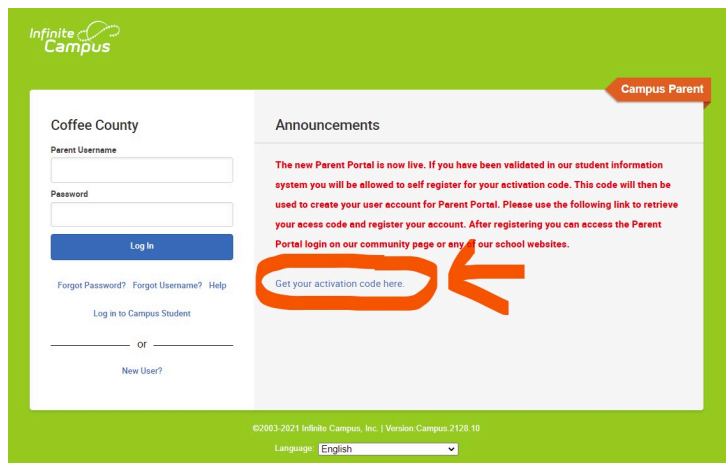 Infinite
Campus
Campus Parent
Coffee County
Parent Username
Password
Log In
Forgot Password? Forgot Username? Help
Log in to Campus Student
or
New User?
Announcements
The new Parent Portal is now live. If you have been validated in our student information
system you will be allowed to self register for your activation code. This code will then be
used to create your user account for Parent Portal. Please use the following link to retrieve
your acess code and register your account. After registering you can access the Parent
Portal login on our community page or any of our school websites.
Get your activation code here.
©2003-2021 Infinite Campus, Inc. | Version:Campus.2128.10
Language: English